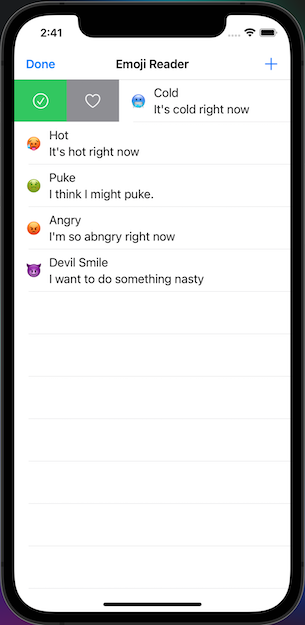 2:41
Done Emoji Reader +
Cold
It's cold right now
Hot
It's hot right now
Puke
I think I might puke.
Angry
I'm so abngry right now
Devil Smile
I want to do something nasty